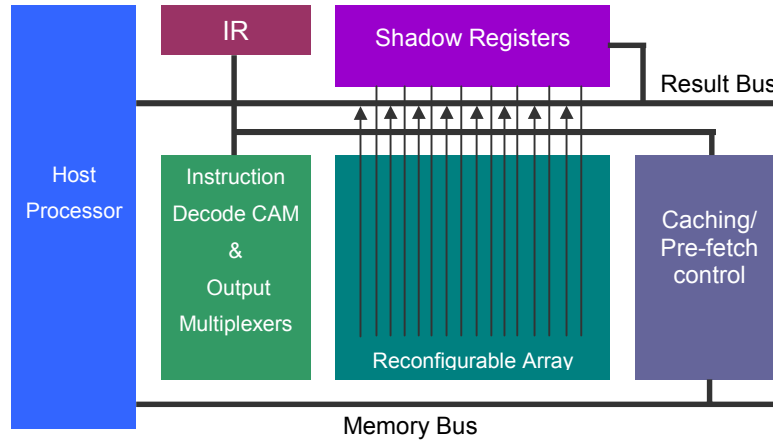 IR
Shadow Registers
Result Bus
Host
Processor
Instruction
Decode CAM
&
Output
Multiplexers
Reconfigurable Array
Caching/
Pre-fetch
control
Memory Bus